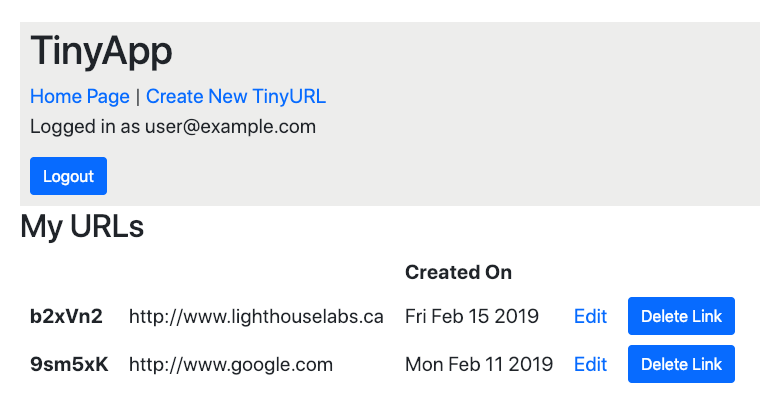 TinyApp
Home Page | Create New TinyURL
Logged in as user@example.com
Logout
My URLs
Created On
b2xVn2 http://www.lighthouselabs.ca Fri Feb 15 2019 Edit Delete Link
9sm5xK http://www.google.com Mon Feb 11 2019 Edit Delete Link